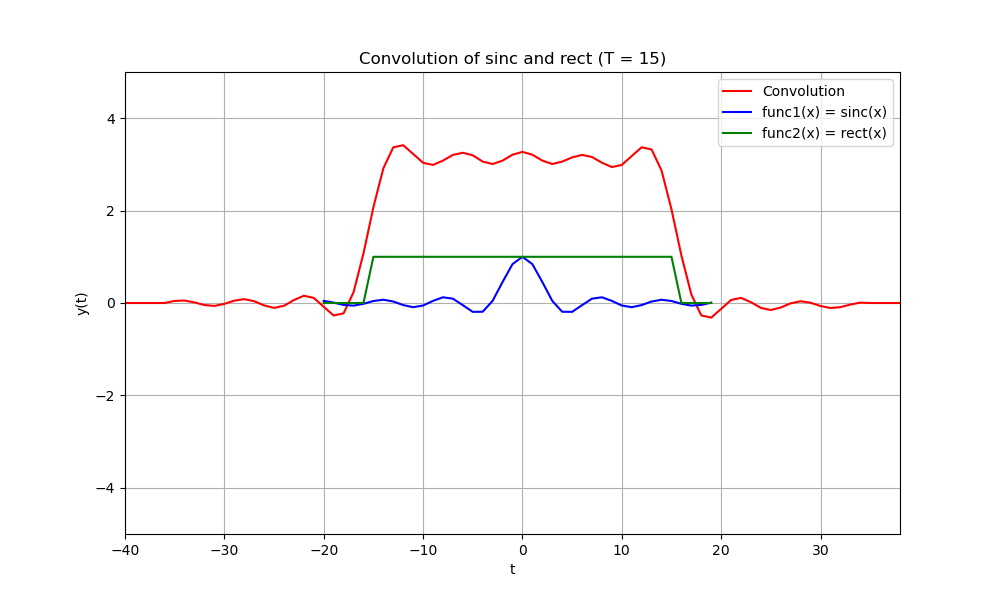 Convolution of sinc and rect (T = 15)
Convolution
func1(x) = sinc(x)
func2(x) = rect(x)
4
2
0
−2
−4
y(t)
−40 −30 −20 −10 0 10 20 30
t